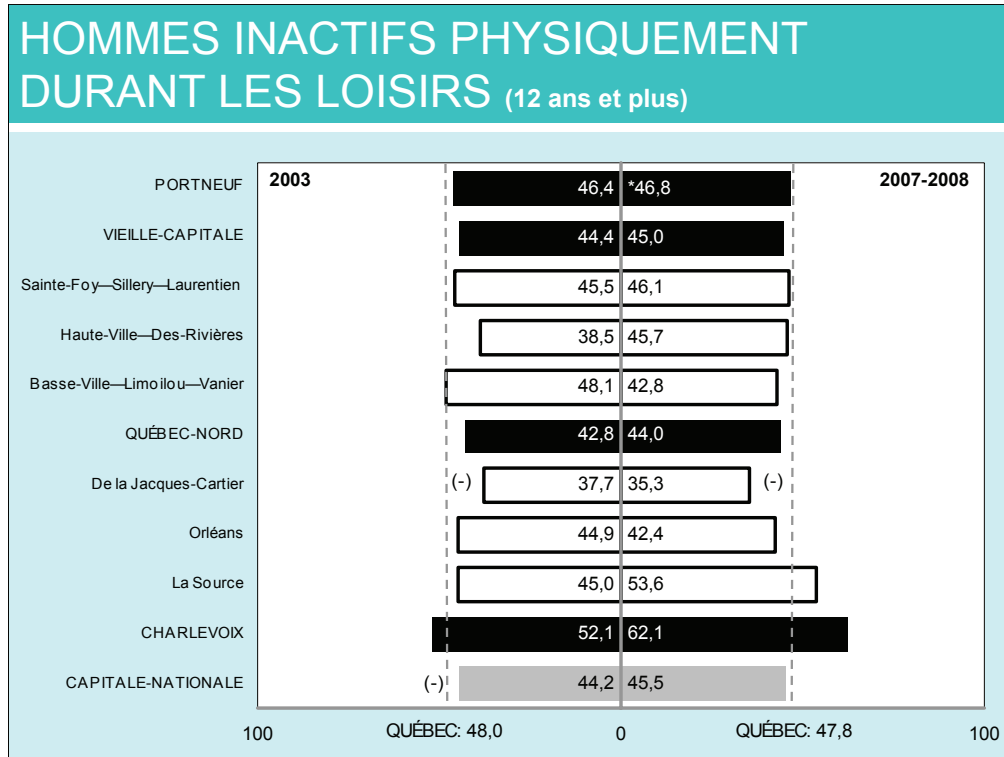 HOMMES INACTIFS PHYSIQUEMENT
DURANT LES LOISIRS (12 ans et plus)
2003 2007-2008
PORTNEUF 46,4 *46,8
VIEILLE-CAPITALE 44,4 45,0
Sainte-Foy—Sillery—Laurentien 45,5 46,1
Haute-Ville—Des-Rivières 38,5 45,7
Basse-Ville—Limoilou—Vanier 48,1 42,8
QUÉBEC-NORD 42,8 44,0
De la Jacques-Cartier (-) 37,7 35,3 (-)
Orléans 44,9 42,4
La Source 45,0 53,6
CHARLEVOIX 52,1 62,1
CAPITALE-NATIONALE (-) 44,2 45,5
100 QUÉBEC: 48,0 0 QUÉBEC: 47,8 100